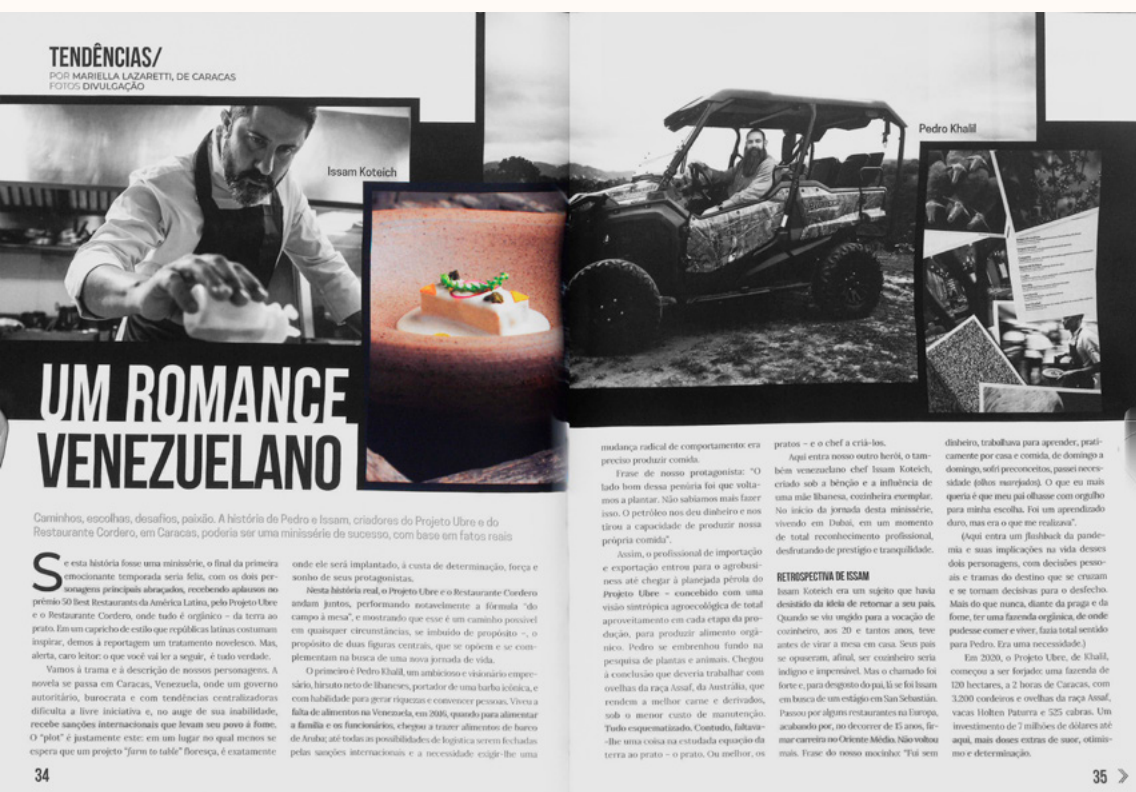 TENDÊNCIAS/
POR MARIELLA LAZARETTI, DE CARACAS
FOTOS DIVULGAÇÃO
Issam Koteich
Pedro Khalil
UM ROMANCE
VENEZUELANO
Caminhos, escolhas, desafios, paixão. A história de Pedro e Issam, criadores do Projeto Ubre e do
Restaurante Cordero, em Caracas, poderia ser uma minissérie de sucesso, com base em fatos reais
Se esta história fosse uma minissérie, o final da primeira
emocionante temporada seria feliz, com os dois per-
sonagens principais abraçados, recebendo aplausos no
prêmio 50 Best Restaurants da América Latina, pelo Projeto Ubre
e o Restaurante Cordero, onde tudo é orgânico – da terra ao
prato. Em um capricho de estilo que repúblicas latinas costumam
inspirar, demos à reportagem um tratamento novelesco. Mas,
alerta, caro leitor: o que você vai ler a seguir, é tudo verdade.
Vamos à trama e à descrição de nossos personagens. A
novela se passa em Caracas, Venezuela, onde um governo
autoritário, burocrata e com tendências centralizadoras
dificulta a livre iniciativa e, no auge de sua inabilidade,
recebe sanções internacionais que levam seu povo à fome.
O "plot" é justamente este: em um lugar no qual menos se
espera que um projeto "farm to table" floresça, é exatamente
onde ele será implantado, à custa de determinação, força e
sonho de seus protagonistas.
Nesta história real, o Projeto Ubre e o Restaurante Cordero
andam juntos, performando notavelmente a fórmula "do
campo à mesa", e mostrando que esse é um caminho possível
em quaisquer circunstâncias, se imbuído de propósito –, o
propósito de duas figuras centrais, que se opõem e se com-
plementam na busca de uma nova jornada de vida.
O primeiro é Pedro Khalil, um ambicioso e visionário empre-
sário, hirsuto neto de libaneses, portador de uma barba icônica, e
com habilidade para gerar riquezas e convencer pessoas. Viveu a
falta de alimentos na Venezuela, em 2016, quando para alimentar
a família e os funcionários, chegou a trazer alimentos de barco
de Aruba; até todas as possibilidades de logística serem fechadas
pelas sanções internacionais e a necessidade exigir-lhe uma
mudança radical de comportamento: era
preciso produzir comida.
Frase de nosso protagonista: "O
lado bom dessa penúria foi que volta-
mos a plantar. Não sabíamos mais fazer
isso. O petróleo nos deu dinheiro e nos
tirou a capacidade de produzir nossa
própria comida".
Assim, o profissional de importação
e exportação entrou para o agrobusi-
ness até chegar à planejada pérola do
Projeto Ubre – concebido com uma
visão sintrópica agroecológica de total
aproveitamento em cada etapa da pro-
dução, para produzir alimento orgâ-
nico. Pedro se embrenhou fundo na
pesquisa de plantas e animais. Chegou
à conclusão que deveria trabalhar com
ovelhas da raça Assaf, da Austrália, que
rendem a melhor carne e derivados,
sob o menor custo de manutenção.
Tudo esquematizado. Contudo, faltava-
-lhe uma coisa na estudada equação da
terra ao prato – o prato. Ou melhor, os
pratos – e o chef a criá-los.
Aqui entra nosso outro herói, o tam-
bém venezuelano chef Issam Koteich,
criado sob a bênção e a influência de
uma mãe libanesa, cozinheira exemplar.
No início da jornada desta minissérie,
vivendo em Dubai, em um momento
de total reconhecimento profissional,
desfrutando de prestígio e tranquilidade.
RETROSPECTIVA DE ISSAM
Issam Koteich era um sujeito que havia
desistido da ideia de retornar a seu país.
Quando se viu ungido para a vocação de
cozinheiro, aos 20 e tantos anos, teve
antes de virar a mesa em casa. Seus pais
se opuseram, afinal, ser cozinheiro seria
indigno e impensável. Mas o chamado foi
forte e, para desgosto do pai, lá se foi Issam
em busca de um estágio em San Sebastián.
Passou por alguns restaurantes na Europa,
acabando por, no decorrer de 15 anos, fir-
mar carreira no Oriente Médio. Não voltou
mais. Frase do nosso mocinho: "Fui sem
dinheiro, trabalhava para aprender, prati-
camente por casa e comida, de domingo a
domingo, sofri preconceitos, passei neces-
sidade (olhos marejados). O que eu mais
queria é que meu pai olhasse com orgulho
para minha escolha. Foi um aprendizado
duro, mas era o que me realizava".
(Aqui entra um flashback da pande-
mia e suas implicações na vida desses
dois personagens, com decisões pesso-
ais e tramas do destino que se cruzam
e se tornam decisivas para o desfecho.
Mais do que nunca, diante da praga e da
fome, ter uma fazenda orgânica, de onde
pudesse comer e viver, fazia total sentido
para Pedro. Era uma necessidade.)
Em 2020, o Projeto Ubre, de Khalil,
começou a ser forjado: uma fazenda de
120 hectares, a 2 horas de Caracas, com
3.200 cordeiros e ovelhas da raça Assaf,
vacas Holten Paturra e 525 cabras. Um
investimento de 7 milhões de dólares até
aqui, mais doses extras de suor, otimis-
mo e determinação.
34
35